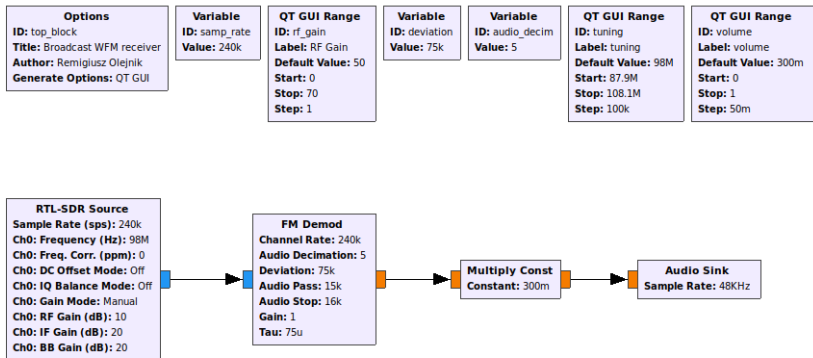 Options
ID: top_block
Title: Broadcast WFM receiver
Author: Remigiusz Olejnik
Generate Options: QT GUI
Variable
ID: samp_rate
Value: 240k
QT GUI Range
ID: rf_gain
Label: RF Gain
Default Value: 50
Start: 0
Stop: 70
Step: 1
Variable
ID: deviation
Value: 75k
Variable
ID: audio_decim
Value: 5
QT GUI Range
ID: tuning
Label: tuning
Default Value: 98M
Start: 87.9M
Stop: 108.1M
Step: 100k
QT GUI Range
ID: volume
Label: volume
Default Value: 300m
Start: 0
Stop: 1
Step: 50m
RTL-SDR Source
Sample Rate (sps): 240k
Ch0: Frequency (Hz): 98M
Ch0: Freq. Corr. (ppm): 0
Ch0: DC Offset Mode: Off
Ch0: IQ Balance Mode: Off
Ch0: Gain Mode: Manual
Ch0: RF Gain (dB): 10
Ch0: IF Gain (dB): 20
Ch0: BB Gain (dB): 20
FM Demod
Channel Rate: 240k
Audio Decimation: 5
Deviation: 75k
Audio Pass: 15k
Audio Stop: 16k
Gain: 1
Tau: 75u
Multiply Const
Constant: 300m
Audio Sink
Sample Rate: 48KHz